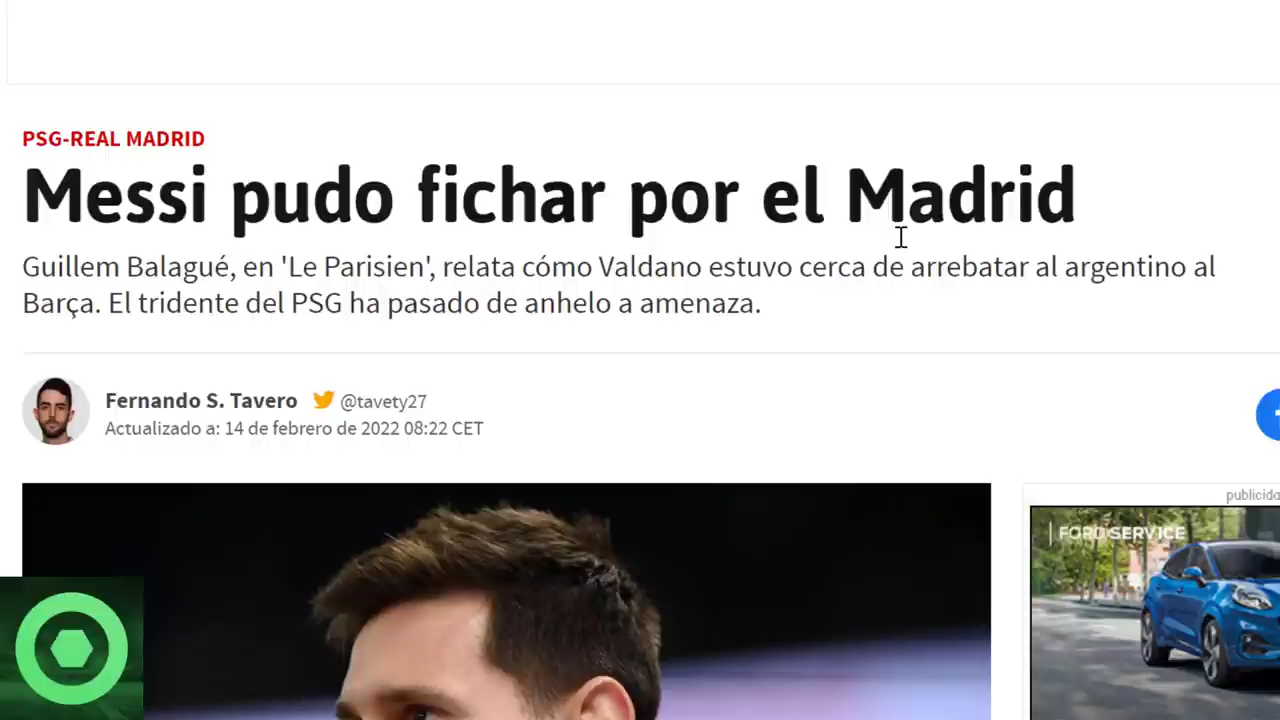 PSG-REAL MADRID
Messi pudo fichar por el Madrid
Guillem Balagué, en 'Le Parisien', relata cómo Valdano estuvo cerca de arrebatar al argentino al
Barça. El tridente del PSG ha pasado de anhelo a amenaza.
Fernando S. Tavero @tavety27
Actualizado a: 14 de febrero de 2022 08:22 CET
publicida
FORD SERVICE